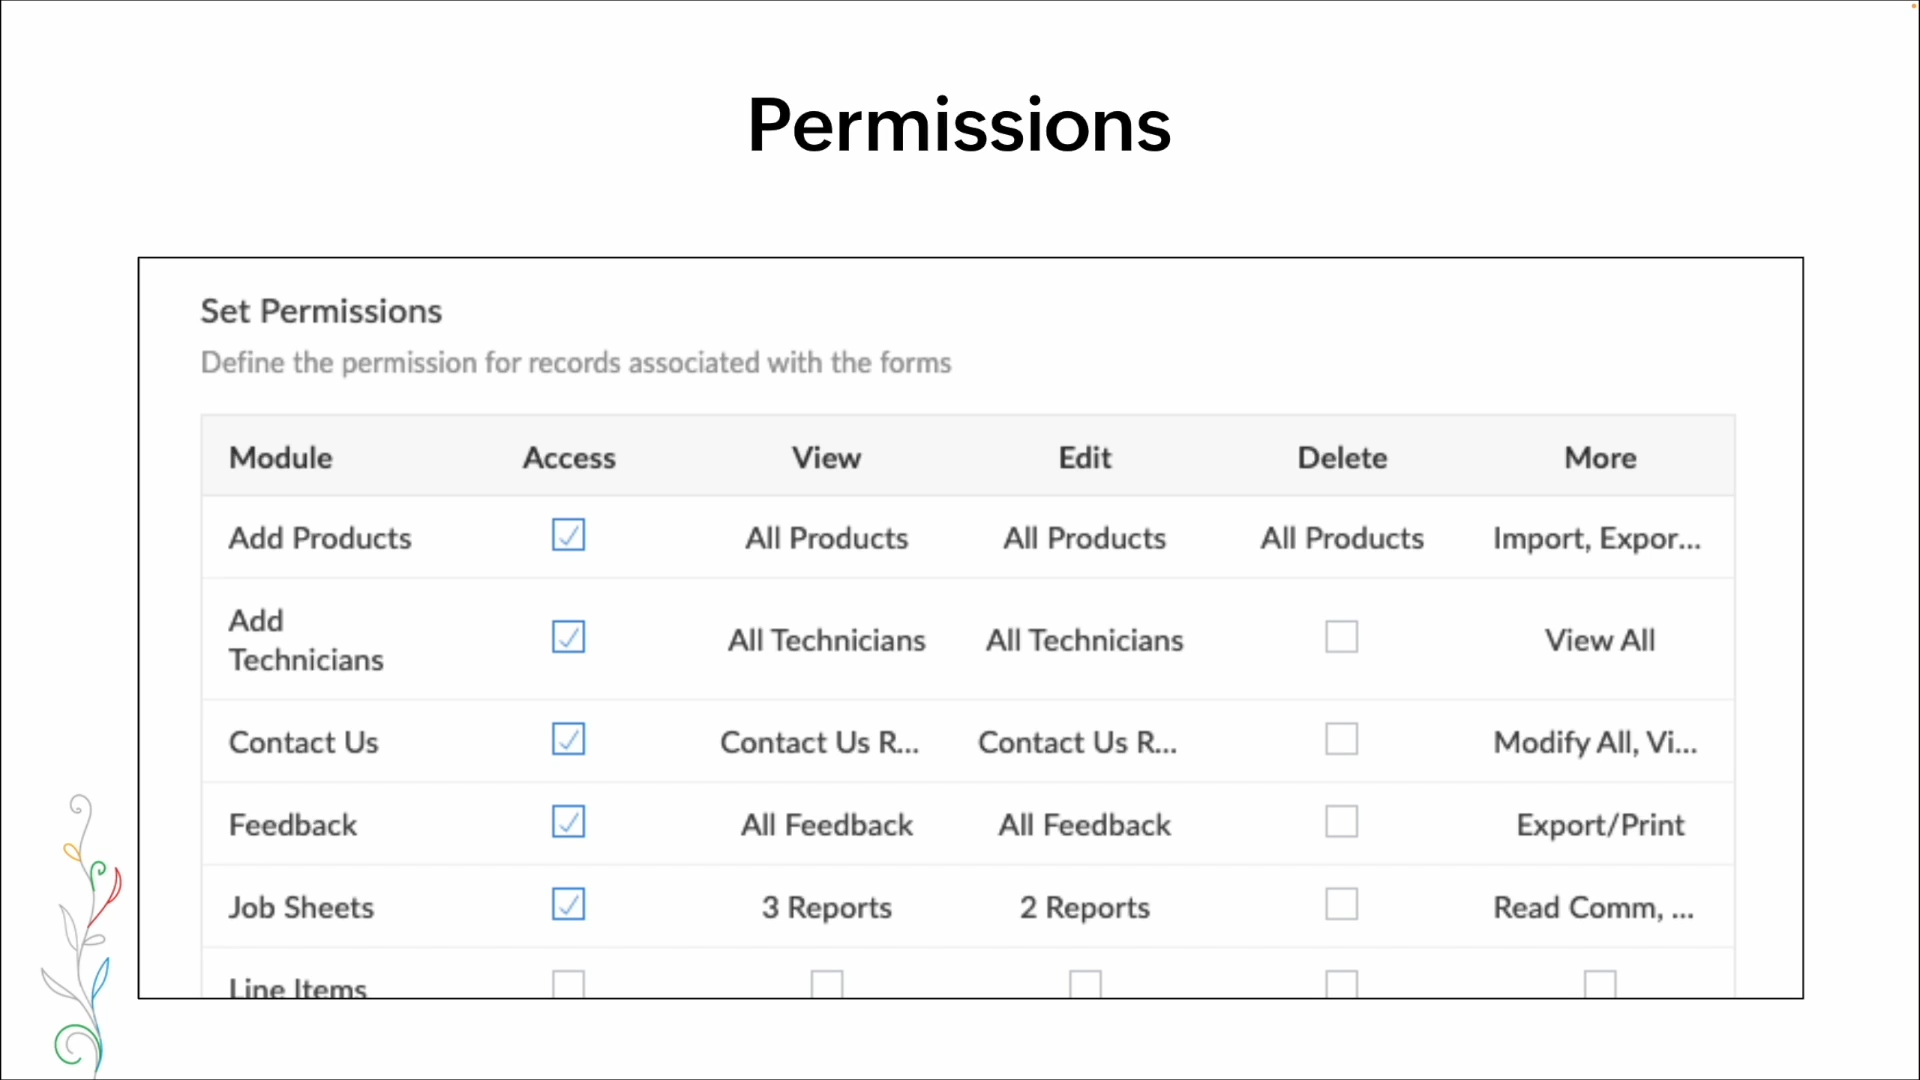 Permissions
Set Permissions
Define the permission for records associated with the forms
Module Access View Edit Delete More
Add Products All Products All Products All Products Import, Expor...
Add Technicians All Technicians All Technicians View All
Contact Us Contact Us R... Contact Us R... Modify All, Vi...
Feedback All Feedback All Feedback Export/Print
Job Sheets 3 Reports 2 Reports Read Comm, ...
Line Items